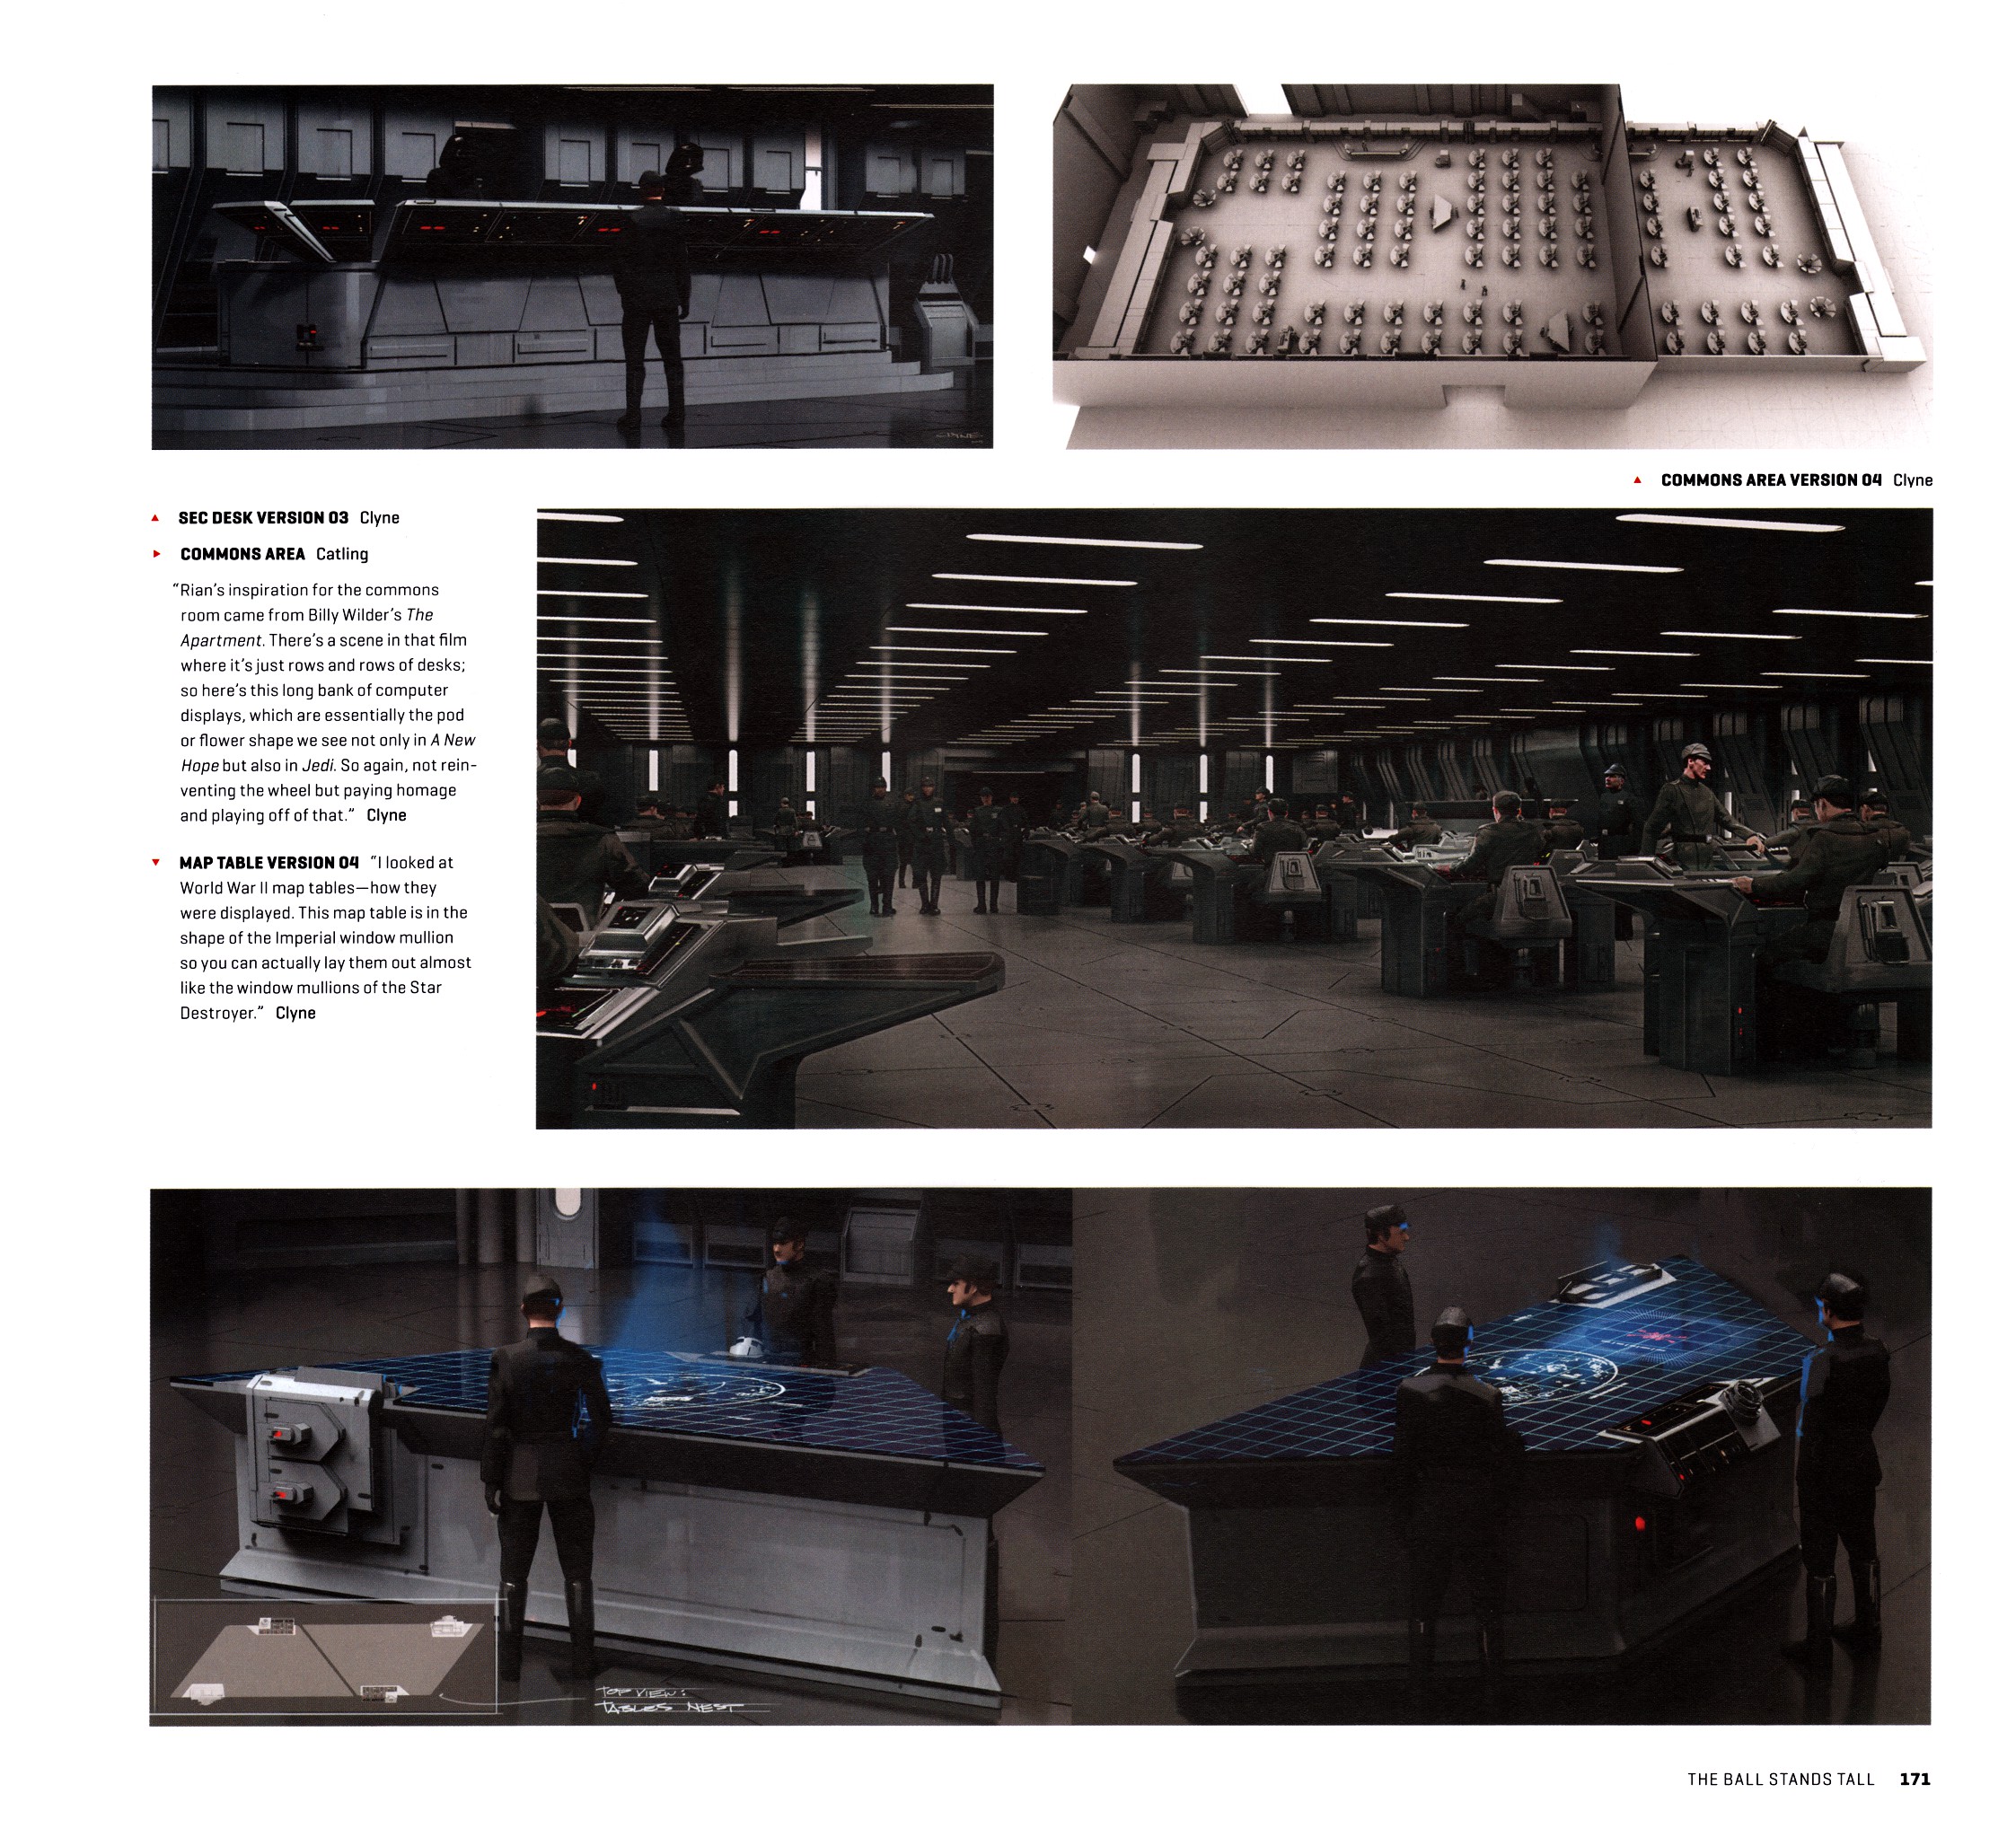 CLYNE
▲ COMMONS AREA VERSION 04 Clyne
▲ SEC DESK VERSION 03 Clyne
► COMMONS AREA Catling
“Rian’s inspiration for the commons
room came from Billy Wilder’s The
Apartment. There’s a scene in that film
where it’s just rows and rows of desks;
so here’s this long bank of computer
displays, which are essentially the pod
or flower shape we see not only in A New
Hope but also in Jedi. So again, not rein-
venting the wheel but paying homage
and playing off of that.” Clyne
▼ MAP TABLE VERSION 04 “I looked at
World War II map tables—how they
were displayed. This map table is in the
shape of the Imperial window mullion
so you can actually lay them out almost
like the window mullions of the Star
Destroyer.” Clyne
TOP VIEW:
TABLES NEST
THE BALL STANDS TALL 171